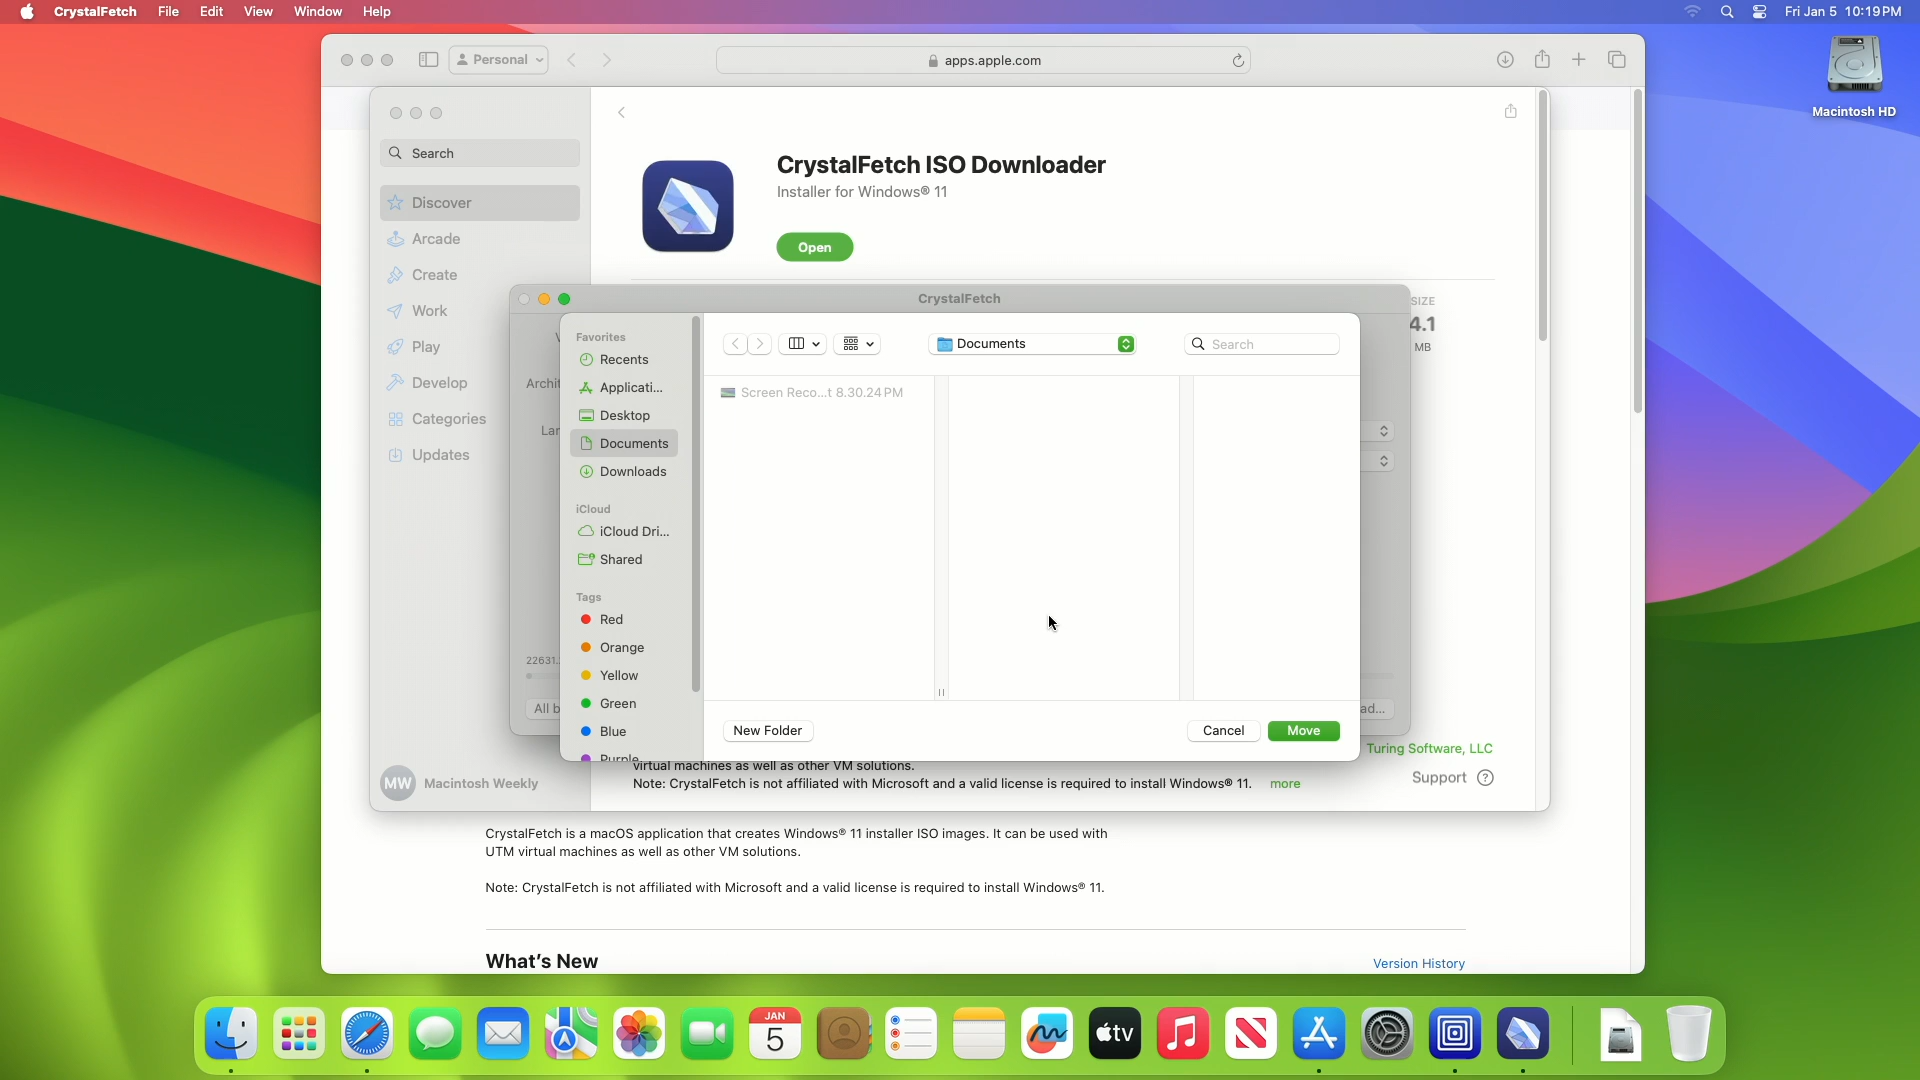 CrystalFetch File Edit View Window Help
Fri Jan 5 10:19 PM
Macintosh HD
Personal
apps.apple.com
Search
Discover
Arcade
Create
Work
Play
Develop
Categories
Updates
MW Macintosh Weekly
CrystalFetch ISO Downloader
Installer for Windows® 11
Open
SIZE
4.1
MB
CrystalFetch
Archit
Lar
22631..
All b
ad...
Favorites
Recents
Applicati...
Desktop
Documents
Downloads
iCloud
iCloud Dri...
Shared
Tags
Red
Orange
Yellow
Green
Blue
Purple
Documents
Search
Screen Reco...t 8.30.24 PM
New Folder
Cancel
Move
Turing Software, LLC
virtual machines as well as other VM solutions.
Note: CrystalFetch is not affiliated with Microsoft and a valid license is required to install Windows® 11. more
Support ?
CrystalFetch is a macOS application that creates Windows® 11 installer ISO images. It can be used with
UTM virtual machines as well as other VM solutions.
Note: CrystalFetch is not affiliated with Microsoft and a valid license is required to install Windows® 11.
What's New
Version History
JAN
5
tv